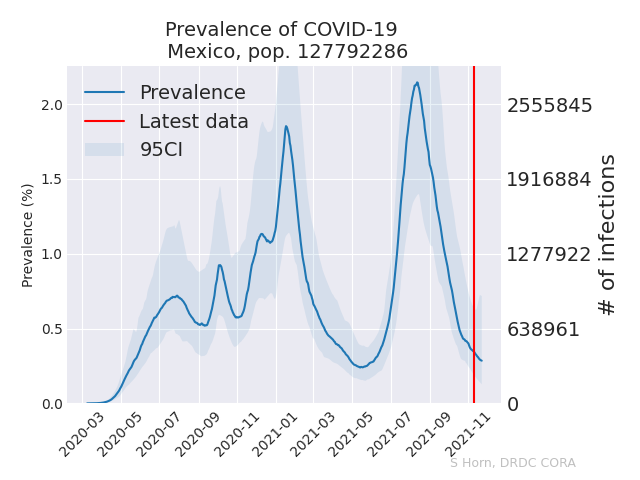 Prevalence of COVID-19
Mexico, pop. 127792286
Prevalence
Latest data
95CI
Prevalence (%)
2.0
1.5
1.0
0.5
0.0
2555845
1916884
1277922
638961
0
# of infections
2020-03
2020-05
2020-07
2020-09
2020-11
2021-01
2021-03
2021-05
2021-07
2021-09
2021-11
S Horn, DRDC CORA